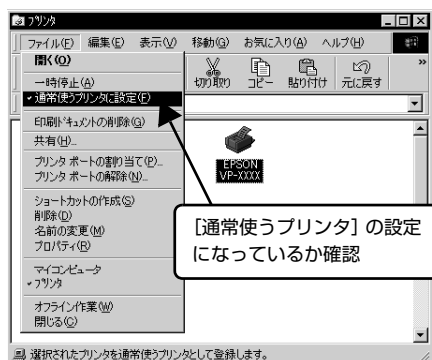 プリンタ
ファイル(F) 編集(E) 表示(V) 移動(G) お気に入り(A) ヘルプ(H)
開く(O)
一時停止(A)
通常使うプリンタに設定(F)
印刷ドキュメントの削除(G)
共有(H)...
プリンタ ポートの割り当て(P)...
プリンタ ポートの解除(N)...
ショートカットの作成(S)
削除(D)
名前の変更(M)
プロパティ(R)
マイコンピュータ
プリンタ
オフライン作業(W)
閉じる(C)
切り取り コピー 貼り付け 元に戻す
EPSON
VP-XXXX
[通常使うプリンタ] の設定
になっているか確認
選択されたプリンタを通常使うプリンタとして登録します。